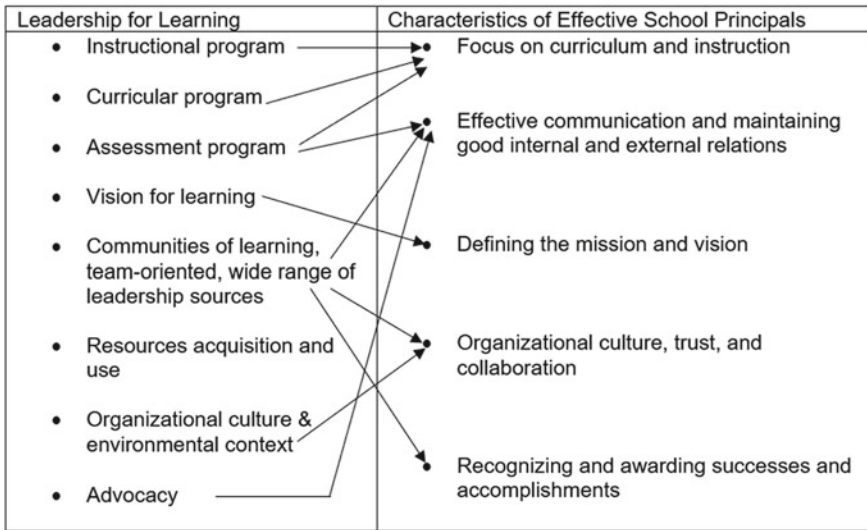 Leadership for Learning
• Instructional program
• Curricular program
• Assessment program
• Vision for learning
• Communities of learning,
team-oriented, wide range of
leadership sources
• Resources acquisition and
use
• Organizational culture &
environmental context
• Advocacy
Characteristics of Effective School Principals
• Focus on curriculum and instruction
• Effective communication and maintaining
good internal and external relations
• Defining the mission and vision
• Organizational culture, trust, and
collaboration
• Recognizing and awarding successes and
accomplishments